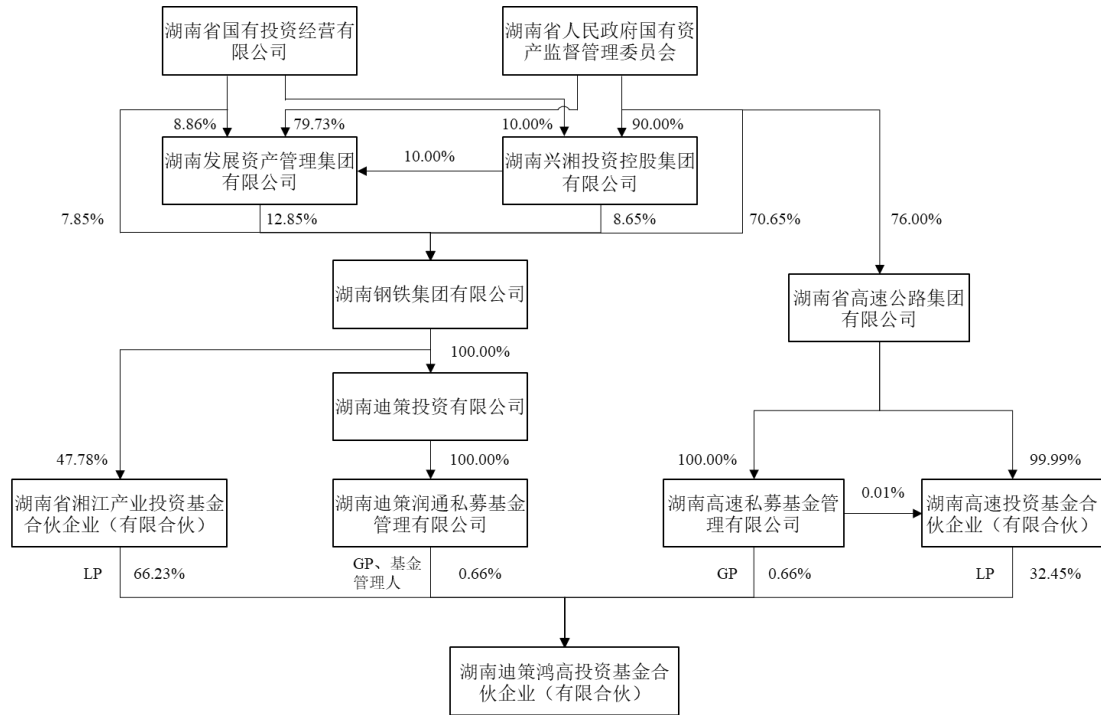 湖南省国有投资经营有
限公司
湖南省人民政府国有资
产监督管理委员会
8.86%
79.73%
10.00%
90.00%
湖南发展资产管理集团
有限公司
10.00%
湖南兴湘投资控股集团
有限公司
7.85%
12.85%
8.65%
70.65%
76.00%
湖南钢铁集团有限公司
湖南省高速公路集团
有限公司
100.00%
湖南迪策投资有限公司
47.78%
100.00%
100.00%
99.99%
湖南省湘江产业投资基金
合伙企业（有限合伙）
湖南迪策润通私募基金
管理有限公司
湖南高速私募基金管
理有限公司
0.01%
湖南高速投资基金合
伙企业（有限合伙）
LP
66.23%
GP、基金
管理人
0.66%
GP
0.66%
LP
32.45%
湖南迪策鸿高投资基金合
伙企业（有限合伙）